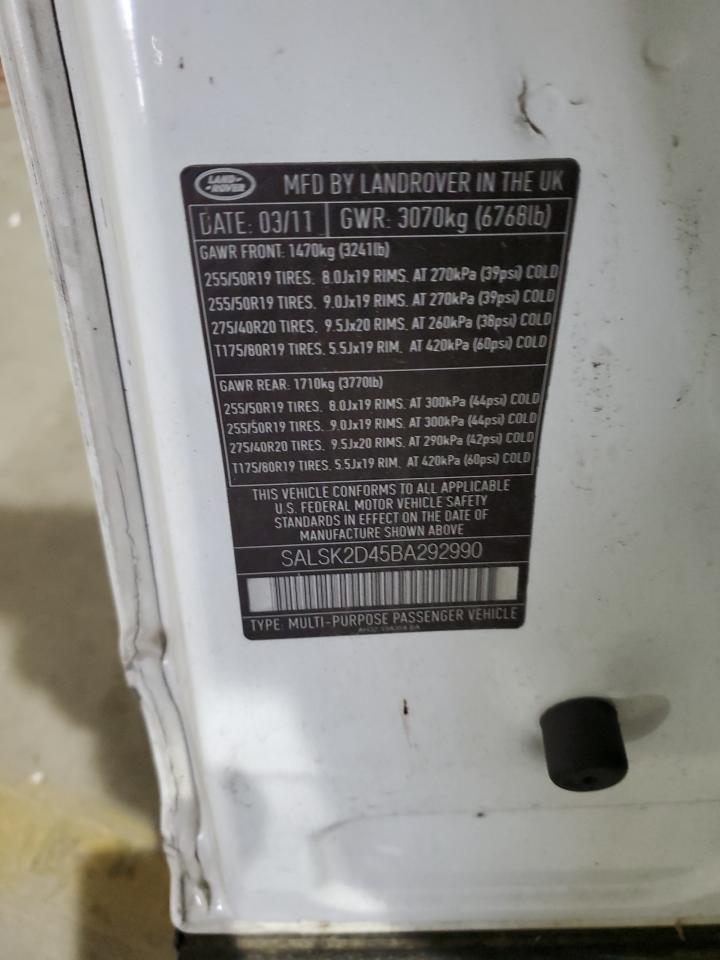 LAND-
-ROVER
MFD BY LANDROVER IN THE UK
DATE: 03/11 GWR: 3070kg (6768lb)
GAWR FRONT: 1470kg (3241lb)
255/50R19 TIRES. 8.0Jx19 RIMS. AT 270kPa (39psi) COLD
255/50R19 TIRES. 9.0Jx19 RIMS. AT 270kPa (39psi) COLD
275/40R20 TIRES. 9.5Jx20 RIMS. AT 260kPa (38psi) COLD
T175/80R19 TIRES. 5.5Jx19 RIM. AT 420kPa (60psi) COLD
GAWR REAR: 1710kg (3770lb)
255/50R19 TIRES. 8.0Jx19 RIMS. AT 300kPa (44psi) COLD
255/50R19 TIRES. 9.0Jx19 RIMS. AT 300kPa (44psi) COLD
275/40R20 TIRES. 9.5Jx20 RIMS. AT 290kPa (42psi) COLD
T175/80R19 TIRES. 5.5Jx19 RIM. AT 420kPa (60psi) COLD
THIS VEHICLE CONFORMS TO ALL APPLICABLE
U.S. FEDERAL MOTOR VEHICLE SAFETY
STANDARDS IN EFFECT ON THE DATE OF
MANUFACTURE SHOWN ABOVE
SALSK2D45BA292990
TYPE: MULTI-PURPOSE PASSENGER VEHICLE